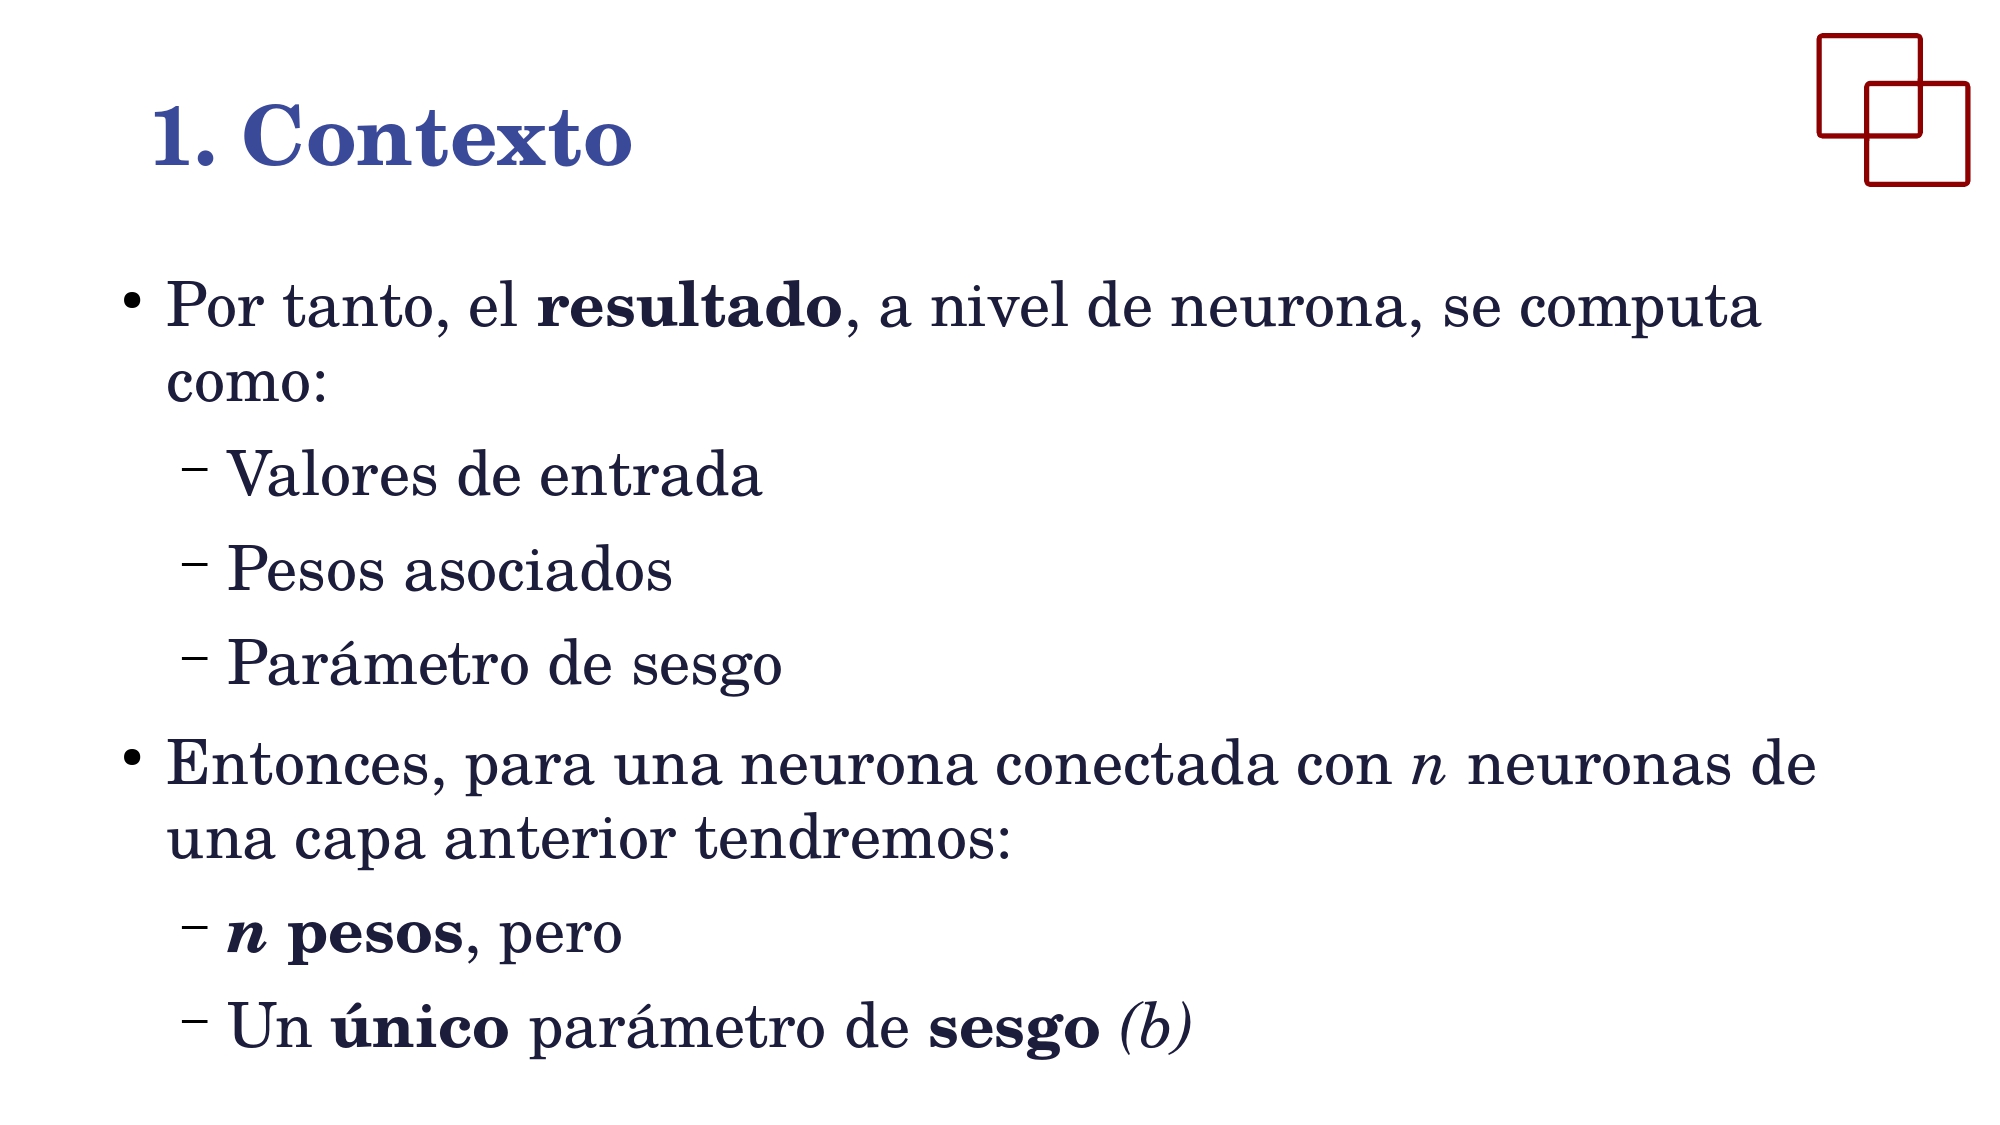 1. Contexto
• Por tanto, el resultado, a nivel de neurona, se computa
como:
– Valores de entrada
– Pesos asociados
– Parámetro de sesgo
• Entonces, para una neurona conectada con n neuronas de
una capa anterior tendremos:
– n pesos, pero
– Un único parámetro de sesgo (b)